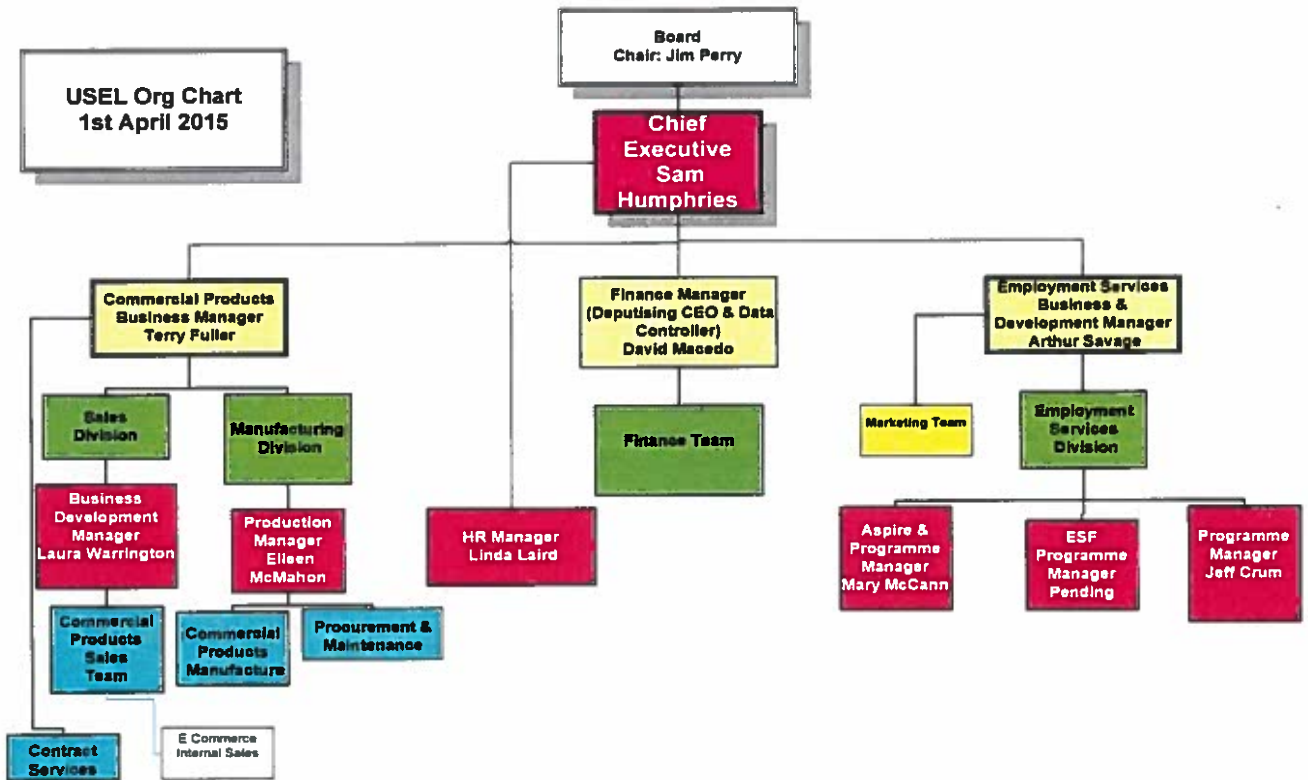 Board
Chair: Jim Perry
USEL Org Chart
1st April 2015
Chief
Executive
Sam
Humphries
Commercial Products
Business Manager
Terry Fuller
Finance Manager
(Deputising CEO & Data
Controller)
David Macedo
Employment Services
Business &
Development Manager
Arthur Savage
Sales
Division
Manufacturing
Division
Finance Team
Marketing Team
Employment
Services
Division
Business
Development
Manager
Laura Warrington
Production
Manager
Eileen
McMahon
HR Manager
Linda Laird
Aspire &
Programme
Manager
Mary McCann
ESF
Programme
Manager
Pending
Programme
Manager
Jeff Crum
Commercial
Products
Sales
Team
Commercial
Products
Manufacture
Procurement &
Maintenance
Contract
Services
E Commerce
Internal Sales